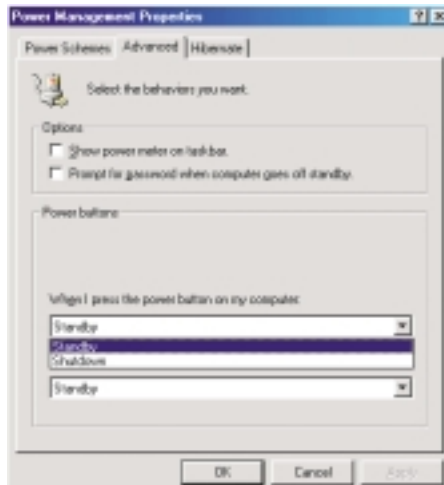 Power Management Properties
Power Schemes Advanced Hibernate
Select the behaviors you want.
Options
Show power meter on taskbar.
Prompt for password when computer goes off standby.
Power buttons
When I press the power button on my computer:
Standby
Standby
Shutdown
Standby
OK Cancel Apply